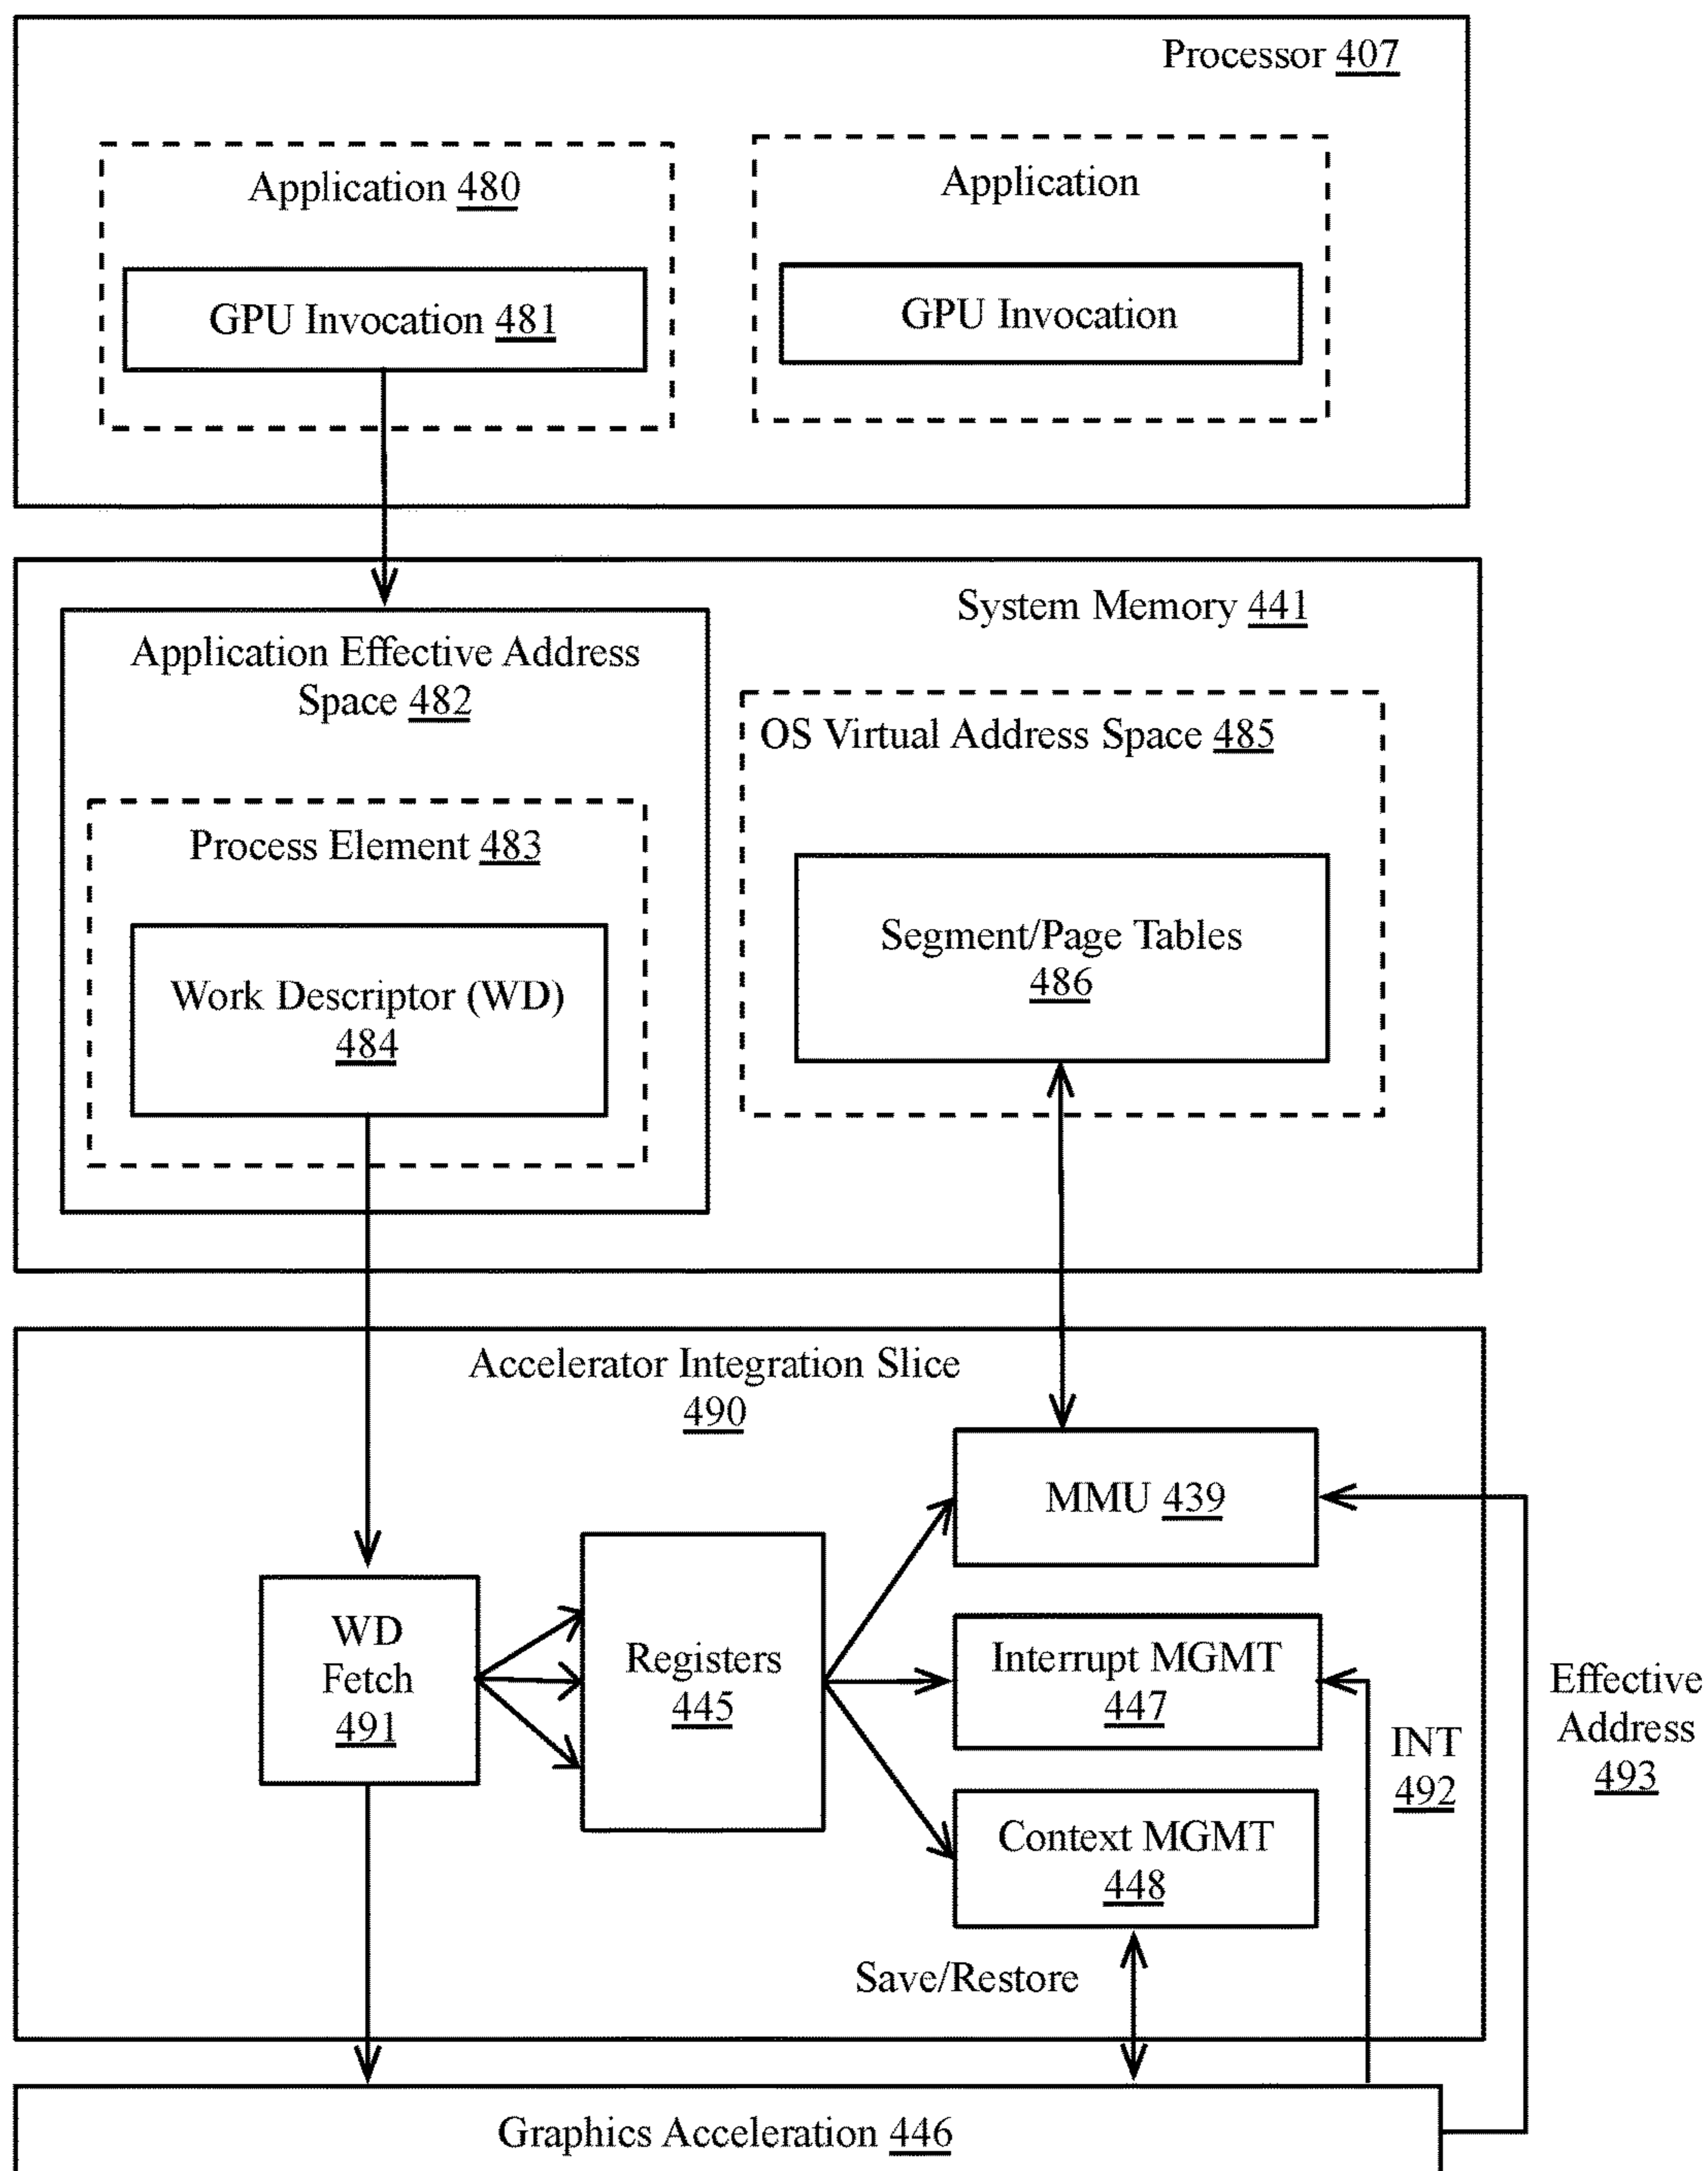 Processor 407
Application 480
Application
GPU Invocation 481
GPU Invocation
System Memory 441
Application Effective Address
Space 482
OS Virtual Address Space 485
Process Element 483
Segment/Page Tables
486
Work Descriptor (WD)
484
Accelerator Integration Slice
490
MMU 439
WD
Fetch
491
Registers
445
Interrupt MGMT
447
Effective
Address
493
INT
492
Context MGMT
448
Save/Restore
Graphics Acceleration 446